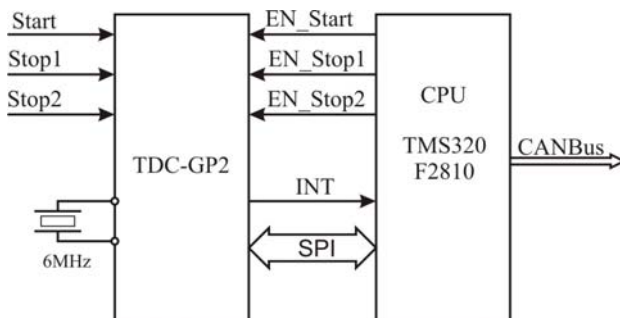 Start
Stop1
Stop2
6MHz
TDC-GP2
EN_Start
EN_Stop1
EN_Stop2
INT
SPI
CPU
TMS320
F2810
CANBus